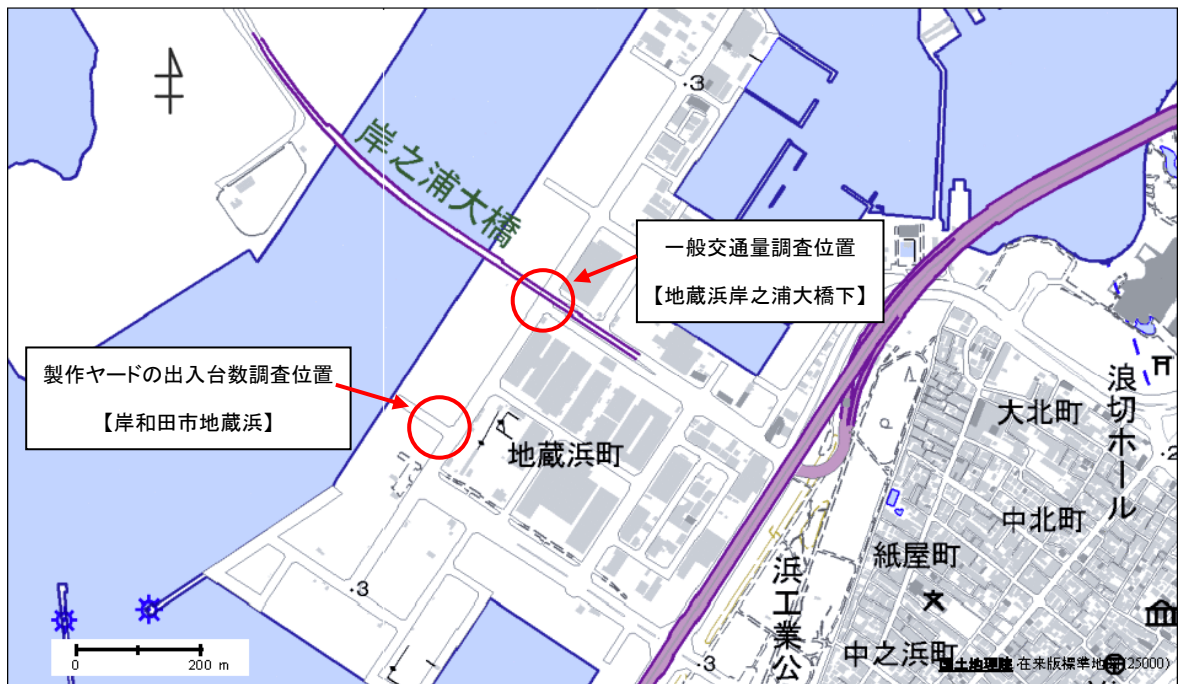 ・3
岸之浦大橋
一般交通量調査位置
【地蔵浜岸之浦大橋下】
製作ヤードの出入台数調査位置
【岸和田市地蔵浜】
地蔵浜町
浪切ホール
大北町
・2
中北町
紙屋町
浜工業公
中之浜町
・3
・3
0 200 m
国土地理院 在来版標準地図(25000)